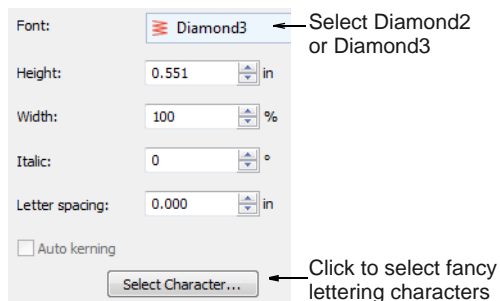 Font: Diamond3 Select Diamond2
or Diamond3
Height: 0.551 in
Width: 100 %
Italic: 0 °
Letter spacing: 0.000 in
Auto kerning
Select Character... Click to select fancy
lettering characters